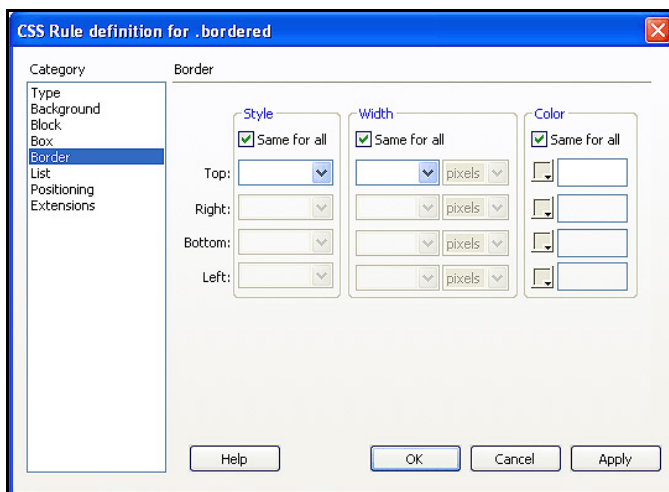 CSS Rule definition for .bordered
Category
Border
Type
Background
Block
Box
Border
List
Positioning
Extensions
Style
Width
Color
Same for all
Same for all
Same for all
Top:
pixels
Right:
pixels
Bottom:
pixels
Left:
pixels
Help
OK
Cancel
Apply